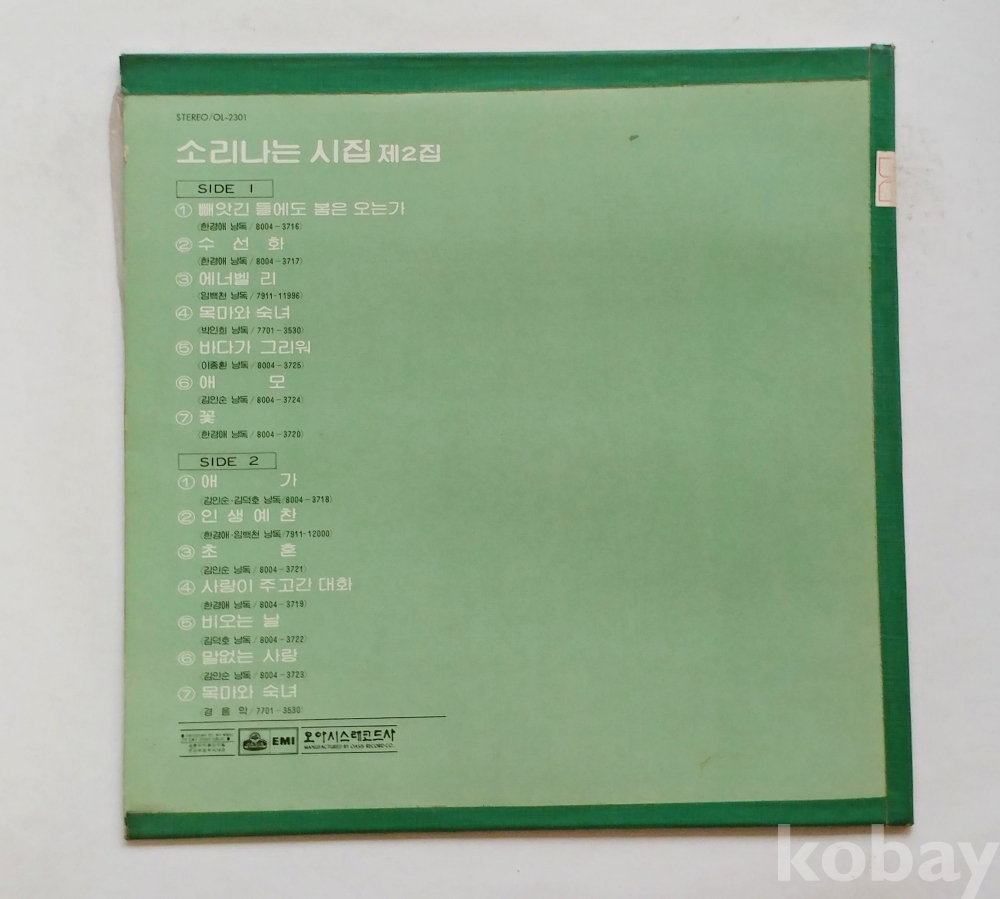 STEREO/OL-2301
소리나는 시집 제2집
SIDE 1
① 빼앗긴 들에도 봄은 오는가
(한경애 낭독/8004-3716)
② 수 선 화
(한경애 낭독/8004-3717)
③ 에너벨 리
(임백천 낭독/7911-11996)
④ 목마와 숙녀
(박인희 낭독/7701-3530)
⑤ 바다가 그리워
(이종환 낭독/8004-3725)
⑥ 애 모
(김인순 낭독/8004-3724)
⑦ 꽃
(한경애 낭독/8004-3720)
SIDE 2
① 애 가
(김인순·김덕호 낭독/8004-3718)
② 인 생 예 찬
(한경애·임백천 낭독/7911-12000)
③ 초 혼
(김인순 낭독/8004-3721)
④ 사랑이 주고간 대화
(한경애 낭독/8004-3719)
⑤ 비오는 날
(김덕호 낭독/8004-3722)
⑥ 말없는 사랑
(김인순 낭독/8004-3723)
⑦ 목마와 숙녀
(경 음 악/7701-3530)
EMI 오아시스레코드사
MANUFACTURED BY OASIS RECORD CO.
kobay